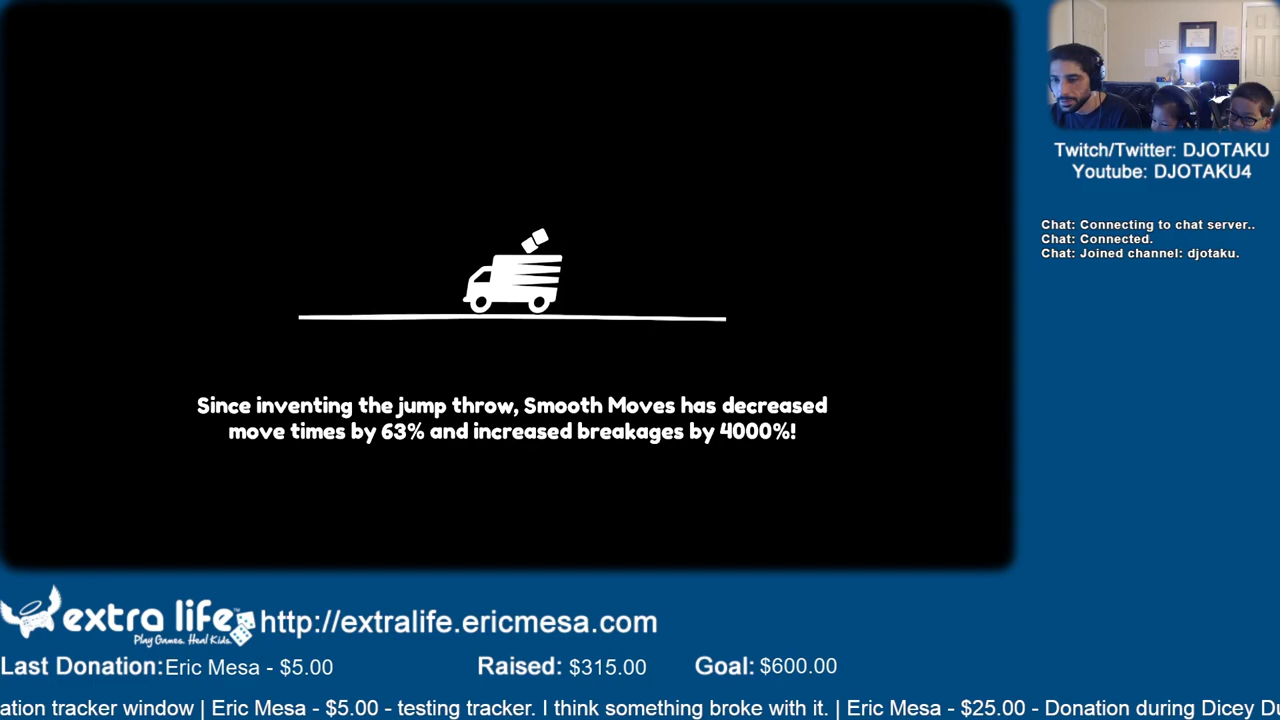 Twitch/Twitter: DJOTAKU
Youtube: DJOTAKU4
Chat: Connecting to chat server..
Chat: Connected.
Chat: Joined channel: djotaku.
Since inventing the jump throw, Smooth Moves has decreased
move times by 63% and increased breakages by 4000%!
extra life
Play Games. Heal Kids.
http://extralife.ericmesa.com
Last Donation: Eric Mesa - $5.00 Raised: $315.00 Goal: $600.00
ation tracker window | Eric Mesa - $5.00 - testing tracker. I think something broke with it. | Eric Mesa - $25.00 - Donation during Dicey Du